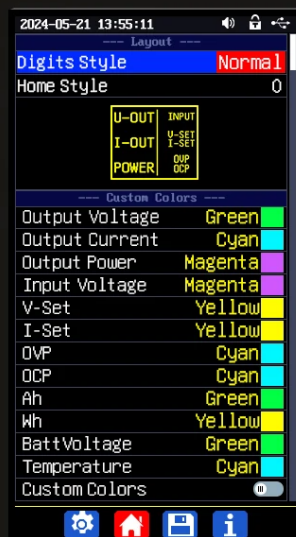 2024-05-21 13:55:11
--- Layout ---
Digits Style Normal
Home Style 0
U-OUT INPUT
I-OUT V-SET
I-SET
POWER OVP
OCP
--- Custom Colors ---
Output Voltage Green
Output Current Cyan
Output Power Magenta
Input Voltage Magenta
V-Set Yellow
I-Set Yellow
OVP Cyan
OCP Cyan
Ah Green
Wh Yellow
BattVoltage Green
Temperature Cyan
Custom Colors